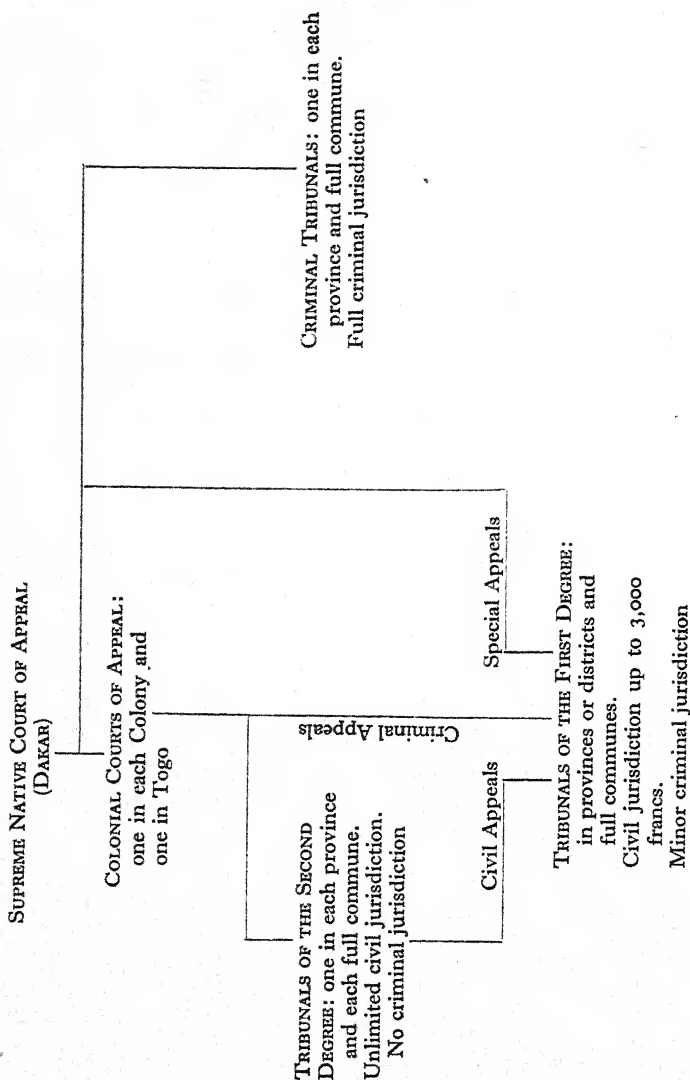 SUPREME NATIVE COURT OF APPEAL
(DAKAR)
COLONIAL COURTS OF APPEAL:
one in each Colony and
one in Togo
TRIBUNALS OF THE SECOND
DEGREE: one in each province
and each full commune.
Unlimited civil jurisdiction.
No criminal jurisdiction
Criminal Appeals
Civil Appeals
Special Appeals
TRIBUNALS OF THE FIRST DEGREE:
in provinces or districts and
full communes.
Civil jurisdiction up to 3,000
francs.
Minor criminal jurisdiction
CRIMINAL TRIBUNALS: one in each
province and full commune.
Full criminal jurisdiction